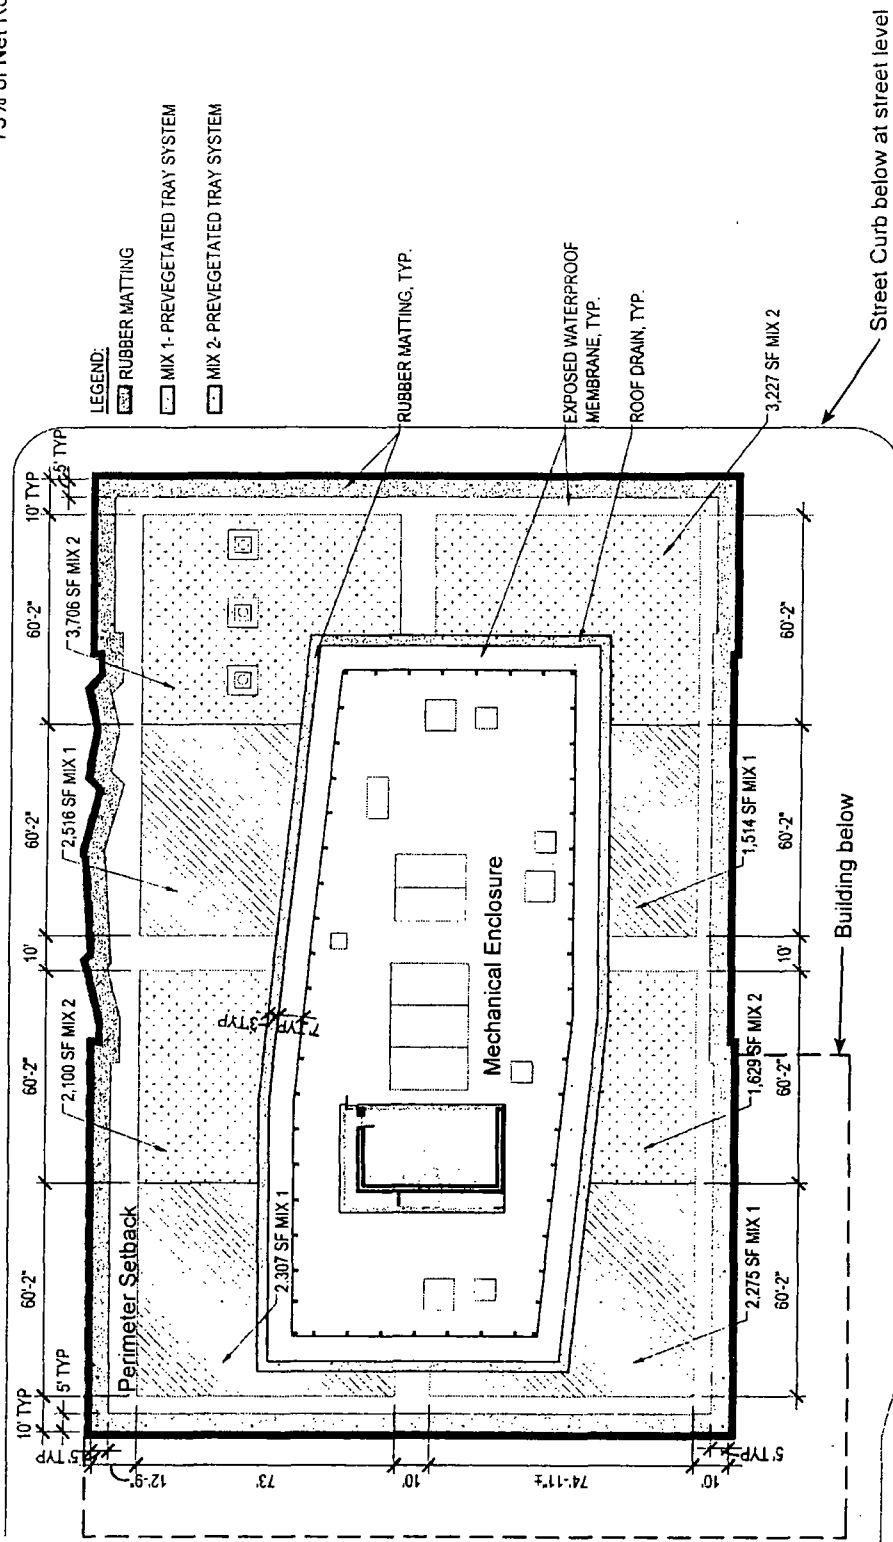 75% of Net Ro
LEGEND:
RUBBER MATTING
MIX 1- PREVEGETATED TRAY SYSTEM
MIX 2- PREVEGETATED TRAY SYSTEM
10' TYP
5' TYP
60'-2"
60'-2"
10'
60'-2"
60'-2"
10' TYP
5' TYP
3,706 SF MIX 2
2,516 SF MIX 1
2,100 SF MIX 2
Perimeter Setback
2,307 SF MIX 1
RUBBER MATTING, TYP.
EXPOSED WATERPROOF
MEMBRANE, TYP.
ROOF DRAIN, TYP.
3,227 SF MIX 2
Street Curb below at street level
7' TYP
3' TYP
Mechanical Enclosure
1,514 SF MIX 1
1,629 SF MIX 2
2,275 SF MIX 1
60'-2"
60'-2"
10'
60'-2"
60'-2"
Building below
5' TYP
12'-9"
73'
10'
74'-11"±
10'
5' TYP